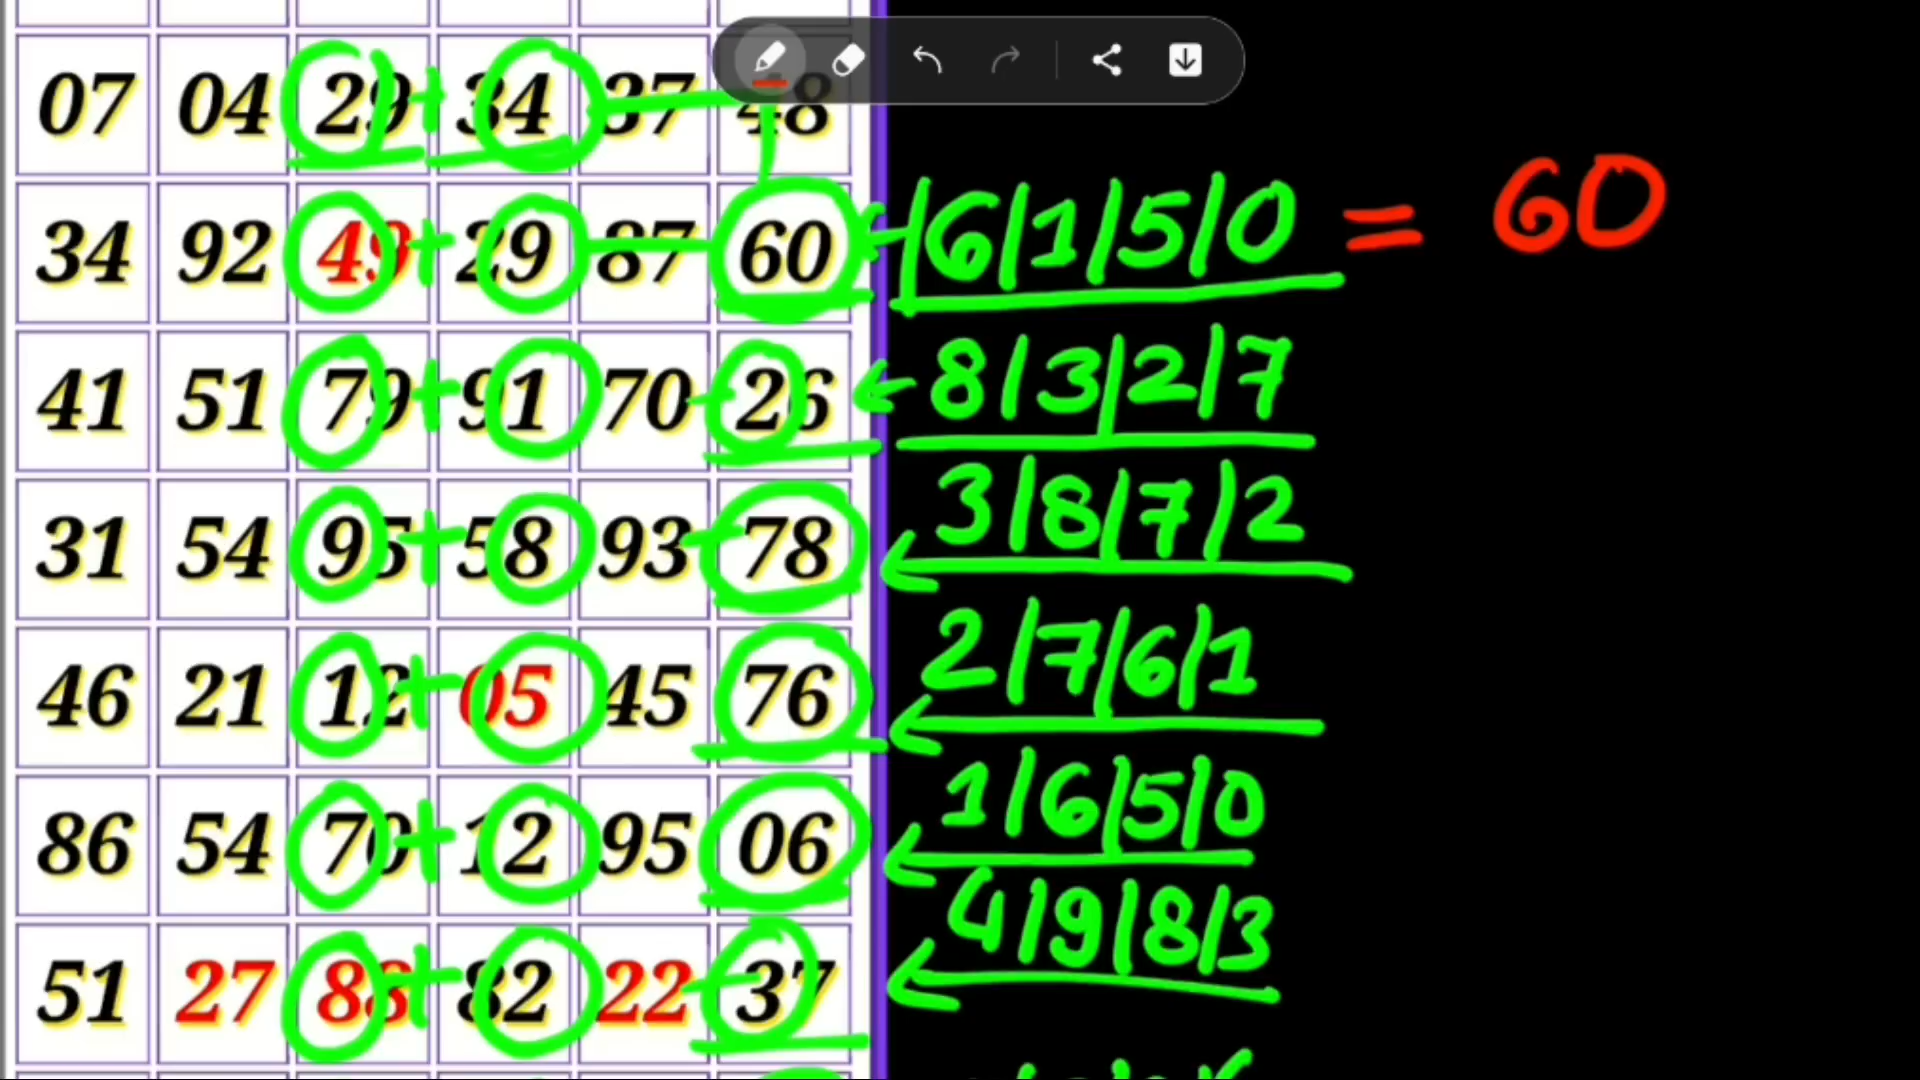 07 04 29 + 34 37 48
34 92 49 + 29 87 60 |6|1|5|0 = 60
41 51 79 + 91 70 - 26 8|3|2|7
31 54 95 + 58 93 - 78 3|8|7|2
46 21 12 + 05 45 76 2|7|6|1
86 54 70 + 12 95 06 1|6|5|0
51 27 88 + 82 22 - 37 4|9|8|3